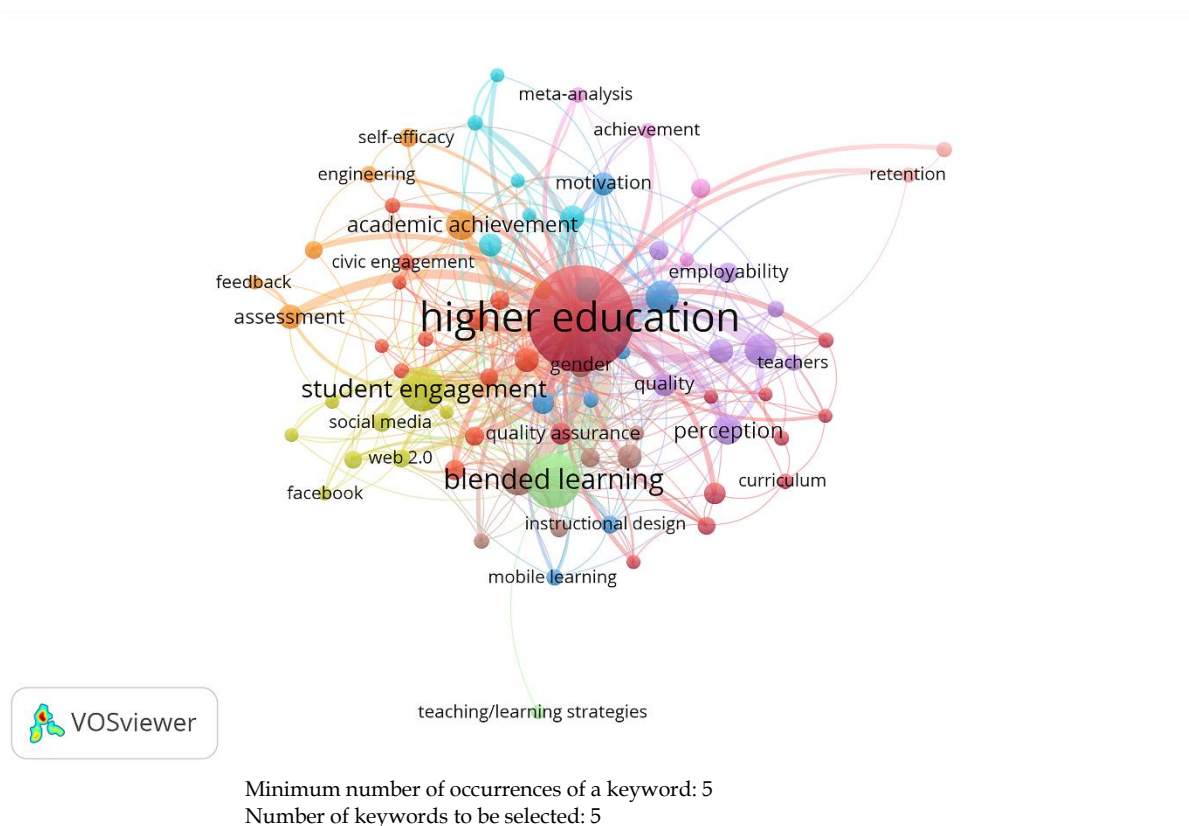 meta-analysis
achievement
self-efficacy
engineering
motivation
retention
academic achievement
civic engagement
employability
feedback
assessment
higher education
gender
teachers
quality
student engagement
social media
quality assurance
perception
web 2.0
blended learning
curriculum
facebook
instructional design
mobile learning
teaching/learning strategies
VOSviewer
Minimum number of occurrences of a keyword: 5
Number of keywords to be selected: 5